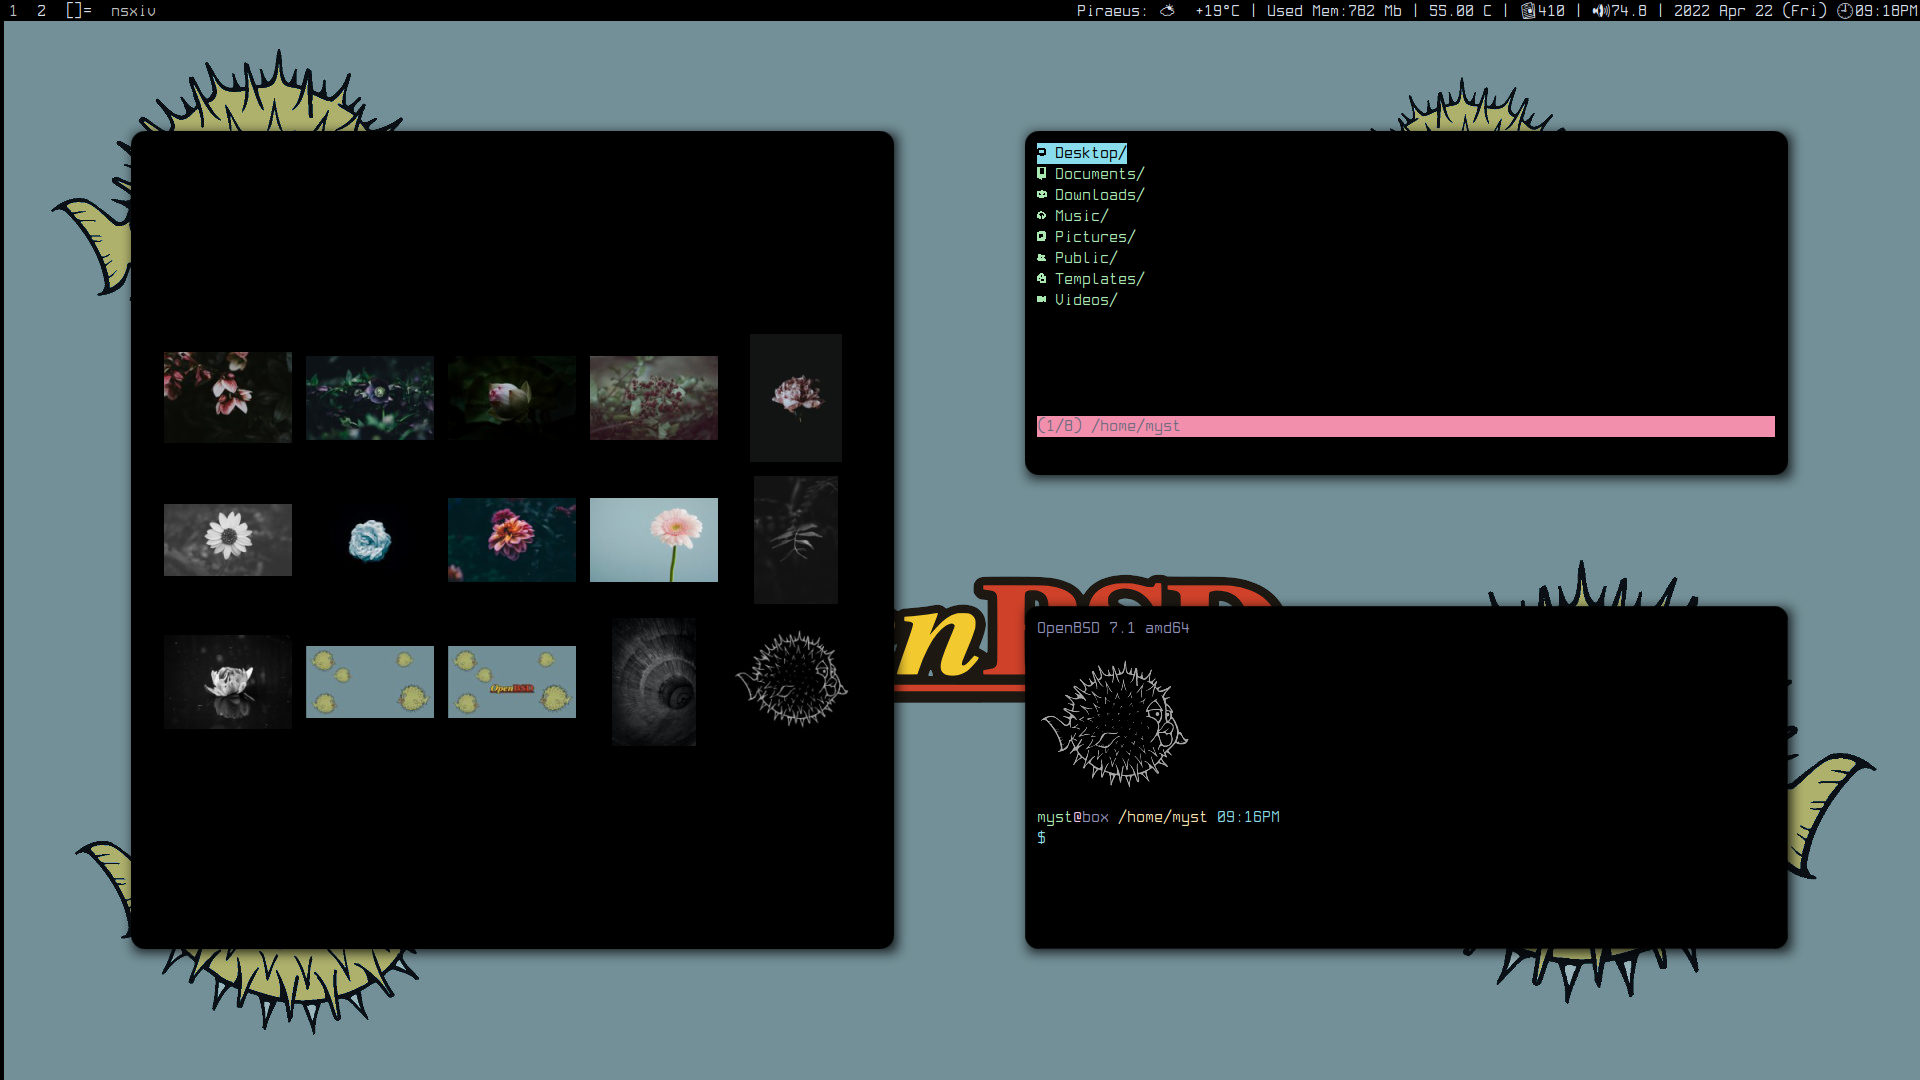 1 2 []= nsxiv
Piraeus: +19°C | Used Mem:782 Mb | 55.00 C | 410 | 74.8 | 2022 Apr 22 (Fri) 09:18PM
Desktop/
Documents/
Downloads/
Music/
Pictures/
Public/
Templates/
Videos/
(1/8) /home/myst
OpenBSD
nBSD
OpenBSD 7.1 amd64
myst@box /home/myst 09:16PM
$